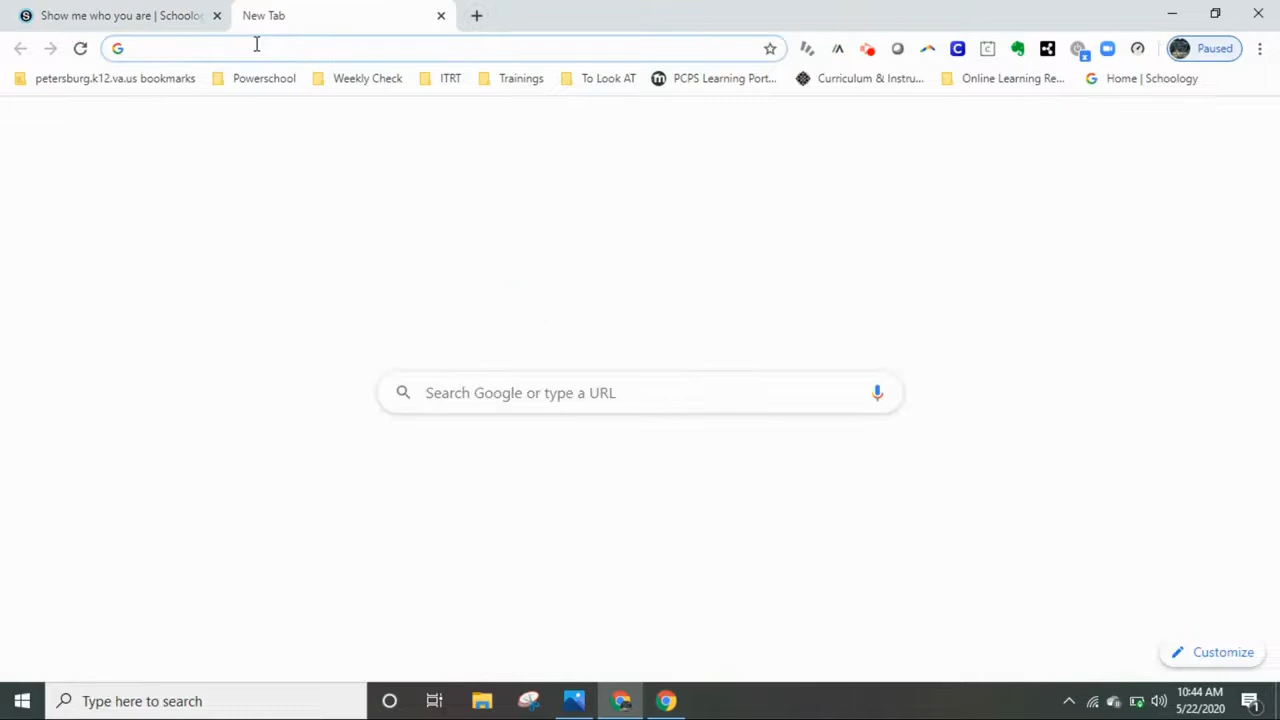 Show me who you are | Schoolo
New Tab
Paused
petersburg.k12.va.us bookmarks
Powerschool
Weekly Check
ITRT
Trainings
To Look AT
PCPS Learning Port...
Curriculum & Instru...
Online Learning Re...
Home | Schoology
Search Google or type a URL
Customize
Type here to search
10:44 AM
5/22/2020